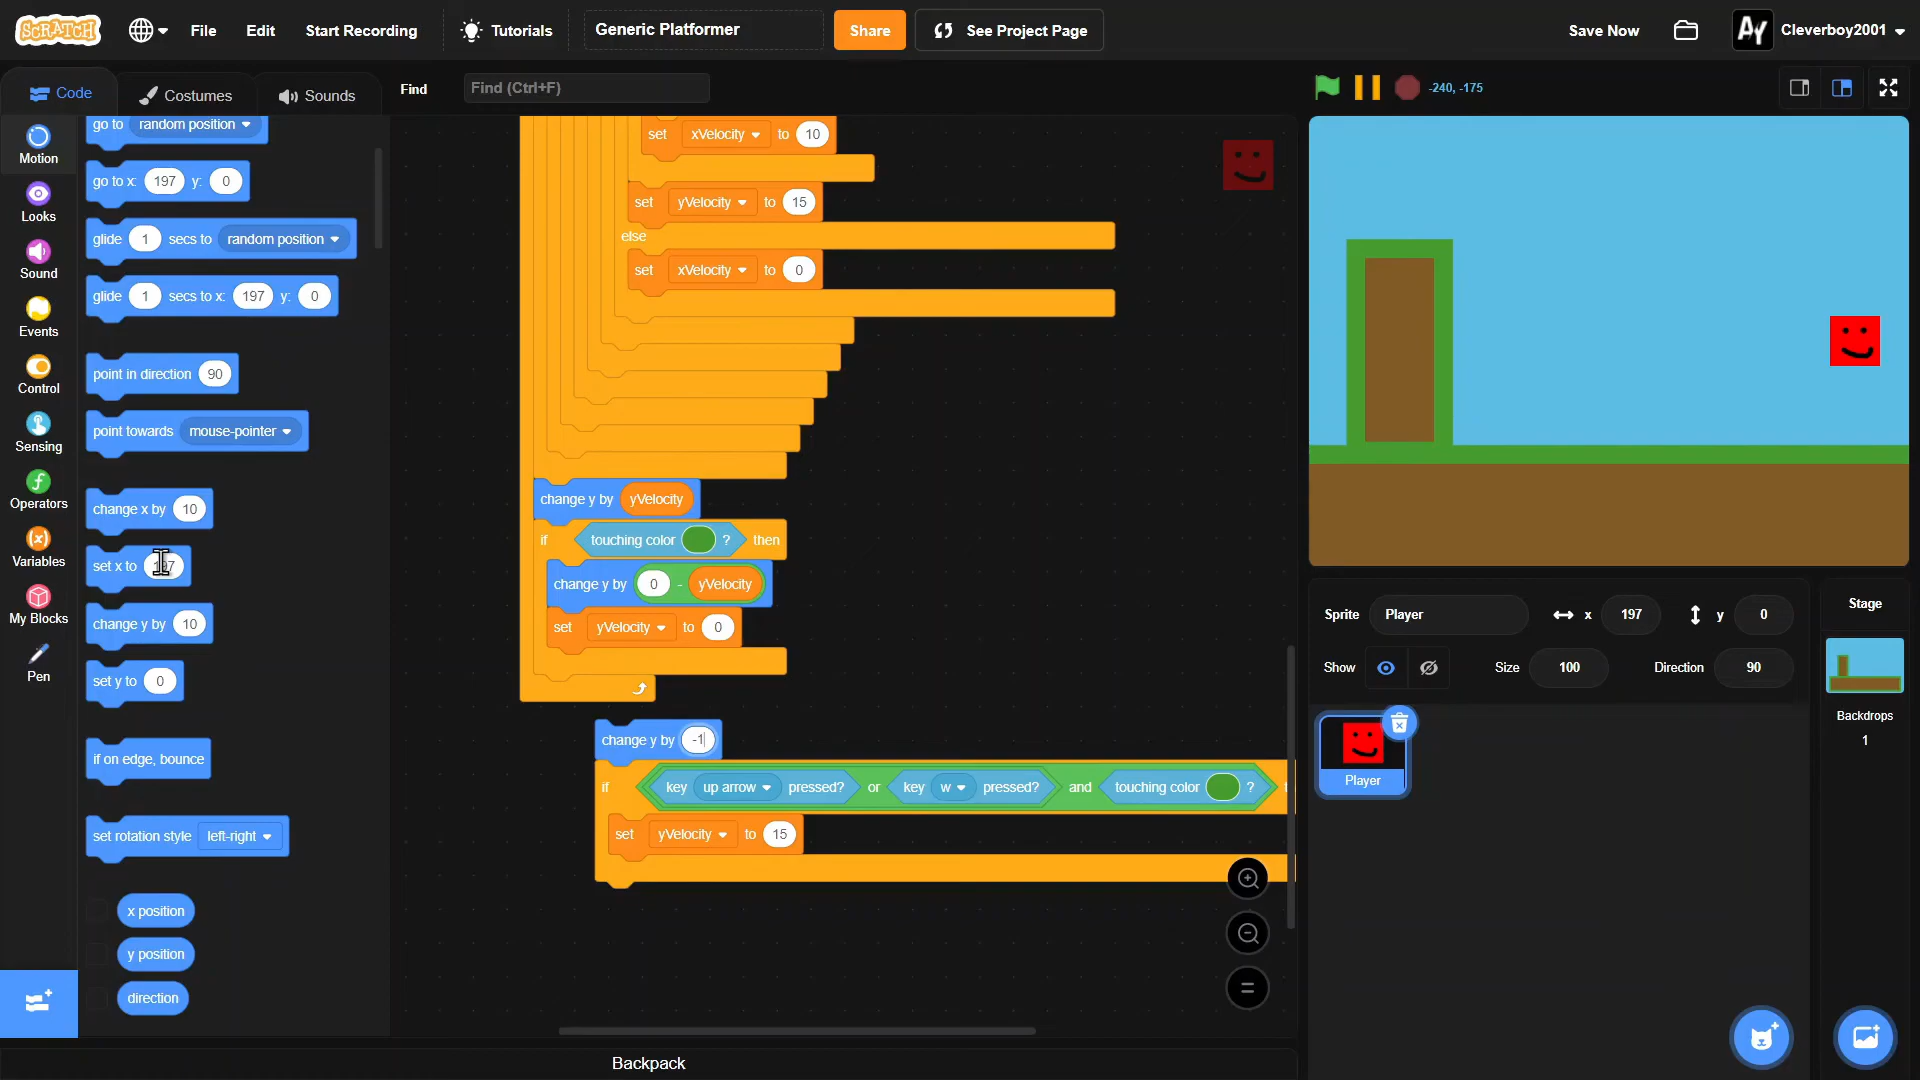 SCRATCH
File
Edit
Start Recording
Tutorials
Generic Platformer
Share
See Project Page
Save Now
Ay
Cleverboy2001
Code
Costumes
Sounds
Find
Find (Ctrl+F)
-240, -175
Motion
Looks
Sound
Events
Control
Sensing
Operators
Variables
My Blocks
Pen
go to random position
go to x: 197 y: 0
glide 1 secs to random position
glide 1 secs to x: 197 y: 0
point in direction 90
point towards mouse-pointer
change x by 10
set x to 197
change y by 10
set y to 0
if on edge, bounce
set rotation style left-right
x position
y position
direction
set xVelocity to 10
set yVelocity to 15
else
set xVelocity to 0
change y by yVelocity
if touching color ? then
change y by 0 - yVelocity
set yVelocity to 0
change y by -1
if key up arrow pressed? or key w pressed? and touching color ? t
set yVelocity to 15
Sprite Player x 197 y 0
Show Size 100 Direction 90
Player
Stage
Backdrops
1
Backpack